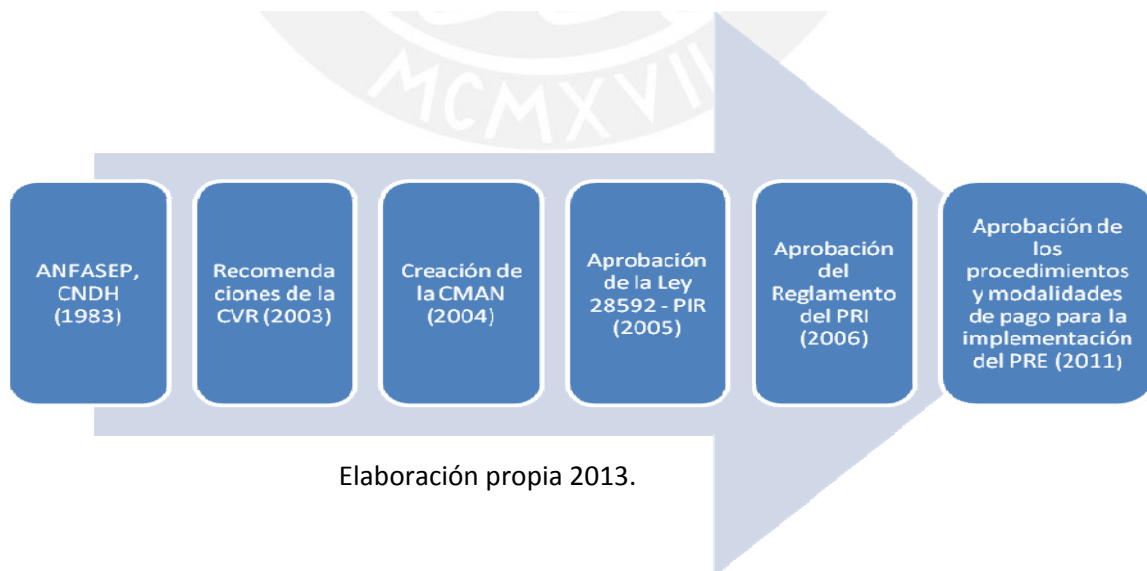 MCMXVII
ANFASEP,
CNDH
(1983)
Recomenda
ciones de la
CVR (2003)
Creación de
la CMAN
(2004)
Aprobación
de la Ley
28592 - PIR
(2005)
Aprobación
del
Reglamento
del PRI
(2006)
Aprobación de
los
procedimientos
y modalidades
de pago para la
implementación
del PRE (2011)
Elaboración propia 2013.